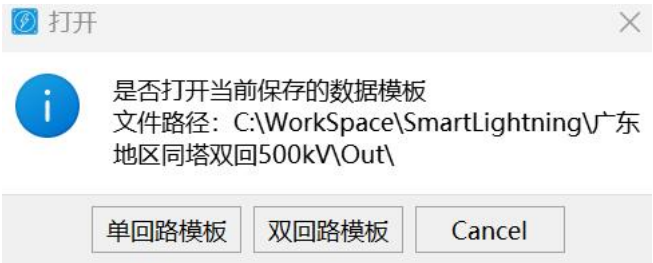 打开
是否打开当前保存的数据模板
文件路径：C:\WorkSpace\SmartLightning\广东
地区同塔双回500kV\Out\
单回路模板 双回路模板 Cancel